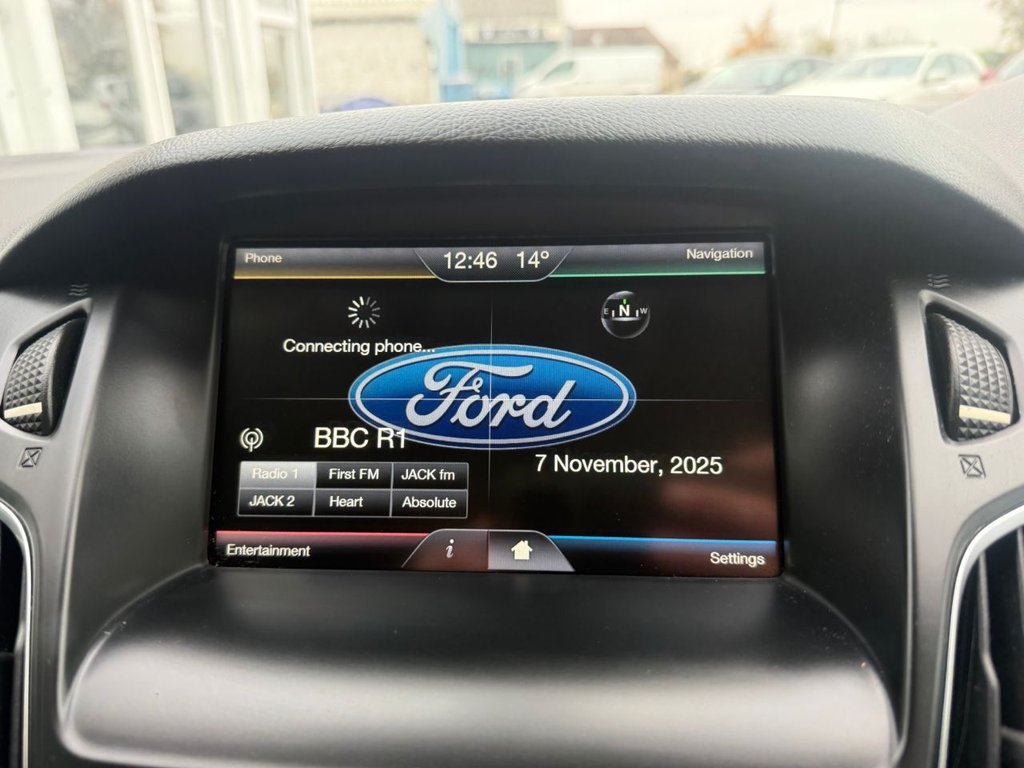 Phone
12:46 14°
Navigation
E N W
Connecting phone...
Ford
BBC R1
7 November, 2025
Radio 1 First FM JACK fm
JACK 2 Heart Absolute
Entertainment
i
Settings